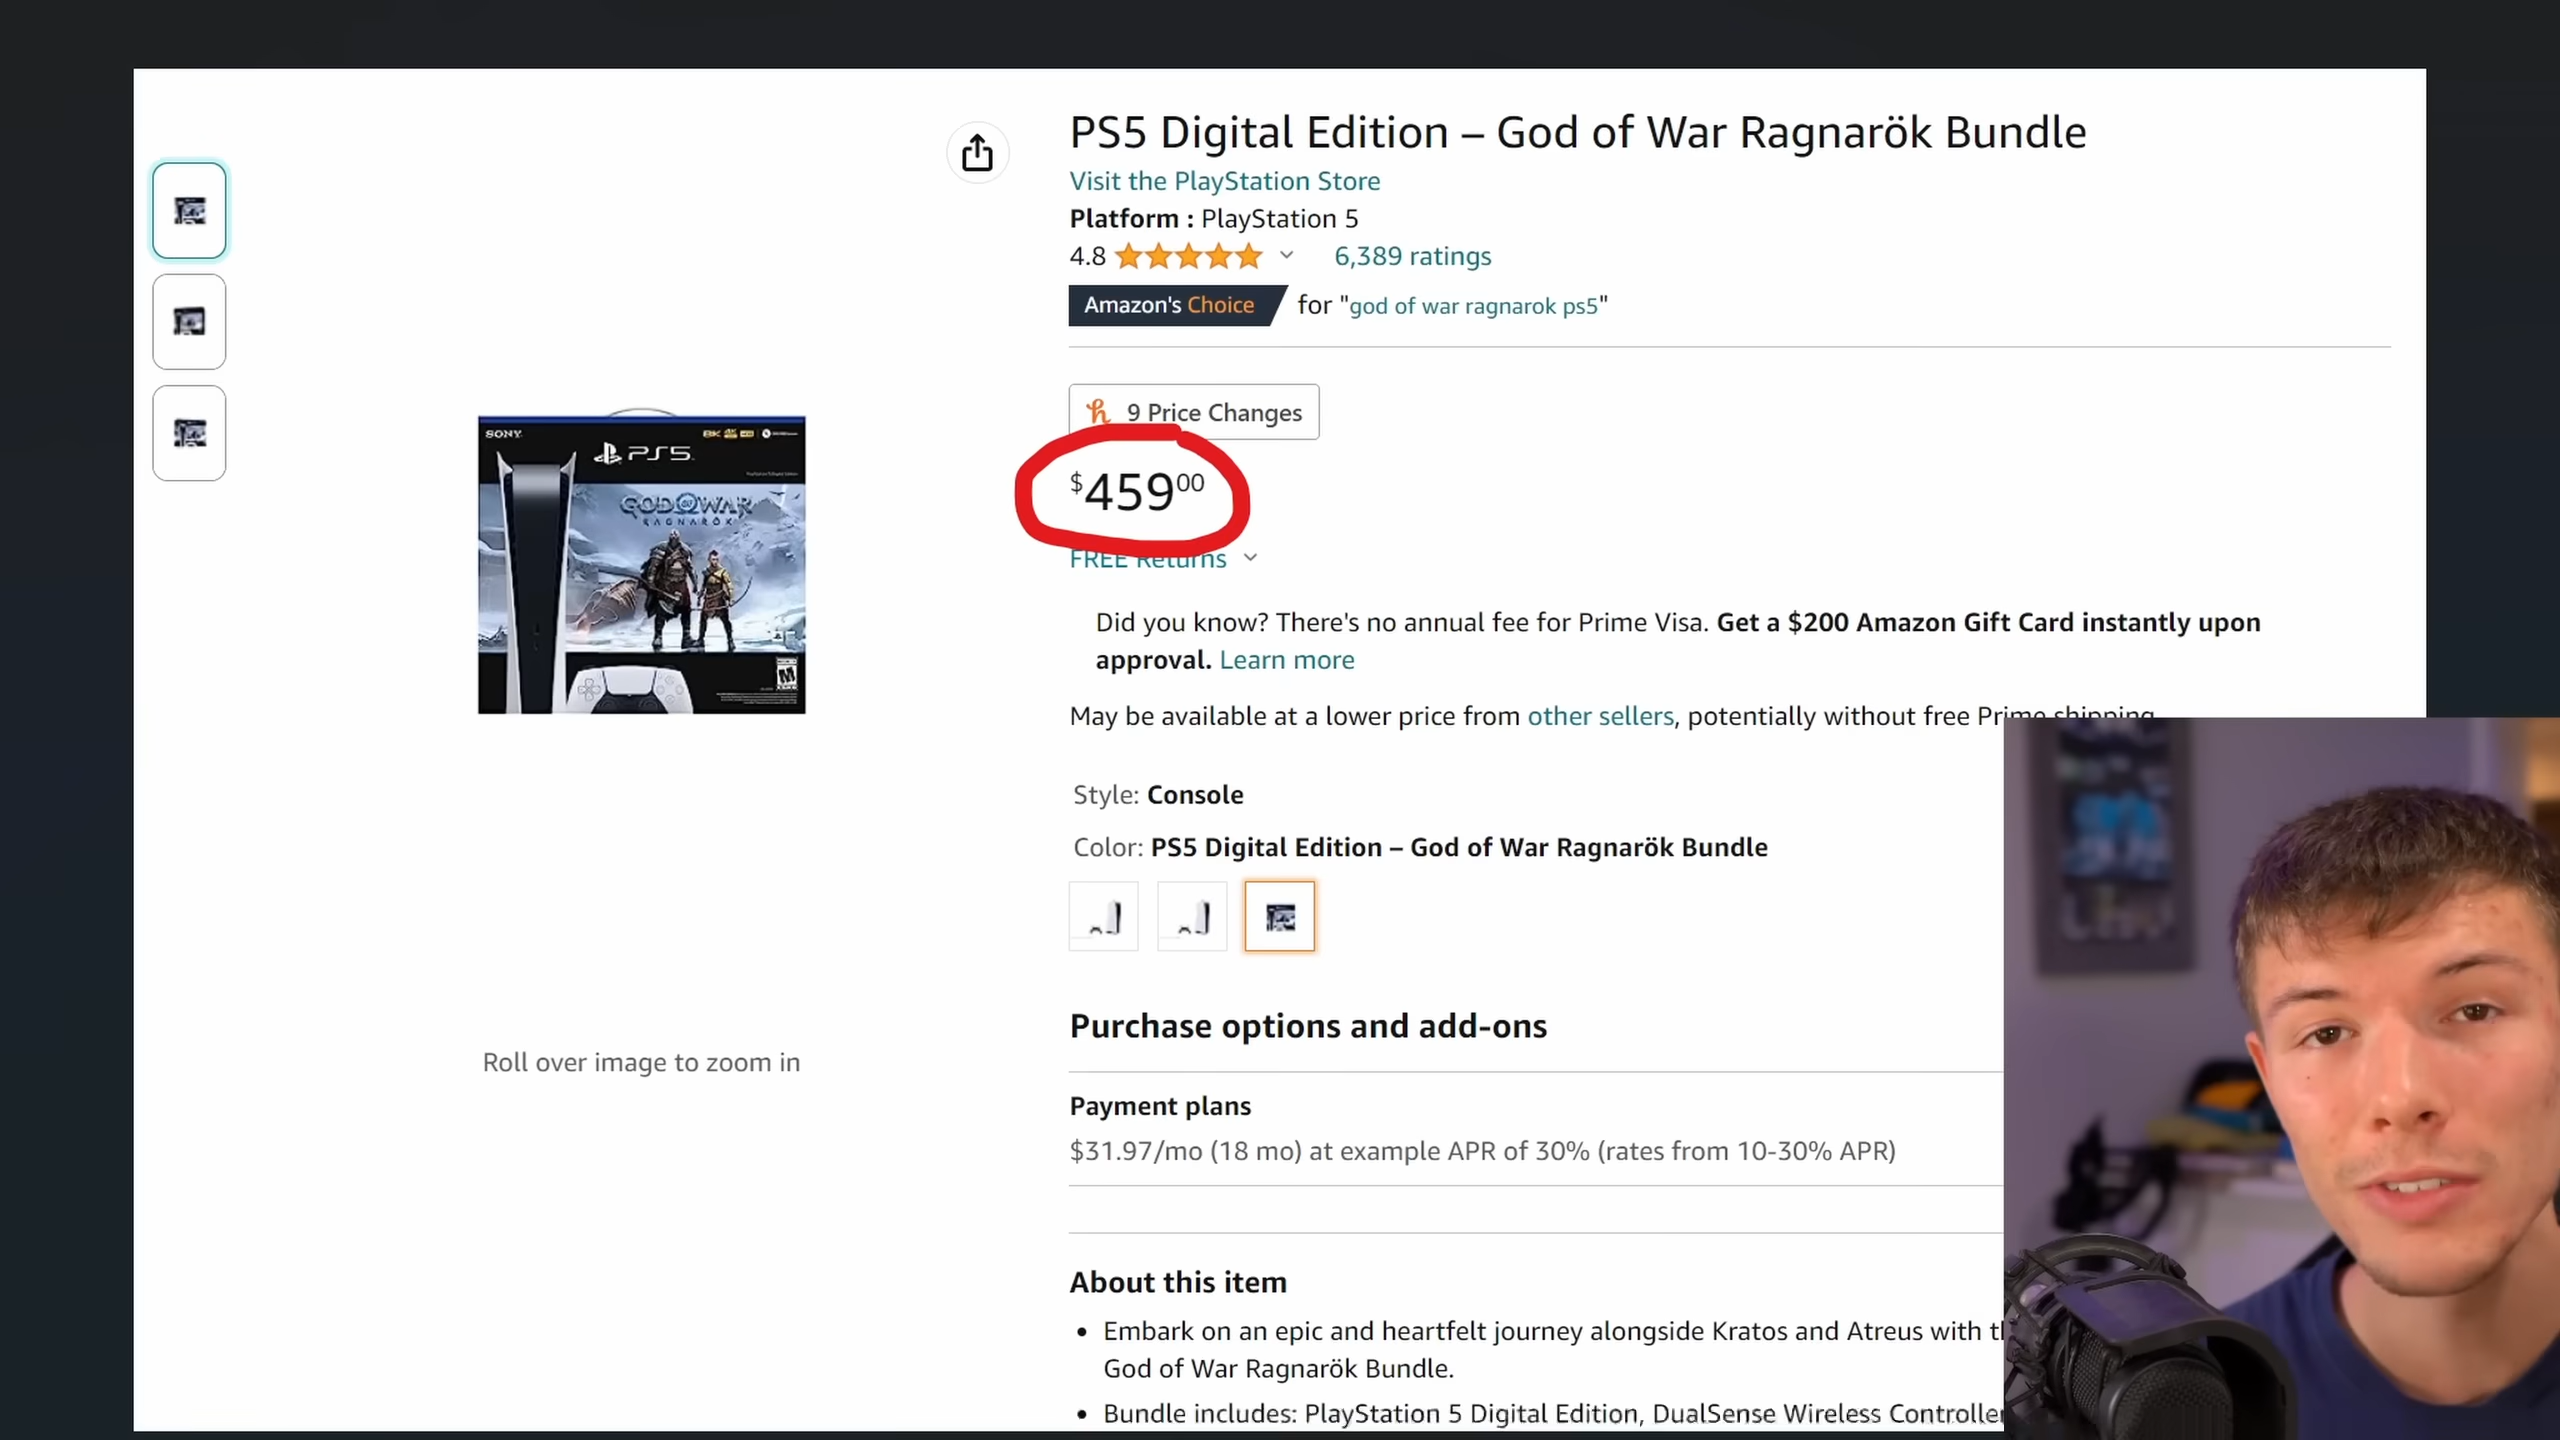 PS5 Digital Edition – God of War Ragnarök Bundle
Visit the PlayStation Store
Platform : PlayStation 5
4.8 6,389 ratings
Amazon's Choice for "god of war ragnarok ps5"
9 Price Changes
$45900
FREE Returns
Did you know? There's no annual fee for Prime Visa. Get a $200 Amazon Gift Card instantly upon
approval. Learn more
May be available at a lower price from other sellers, potentially without free Prime shipping
SONY
PS5
GOD OF WAR
RAGNARÖK
Style: Console
Color: PS5 Digital Edition – God of War Ragnarök Bundle
Roll over image to zoom in
Purchase options and add-ons
Payment plans
$31.97/mo (18 mo) at example APR of 30% (rates from 10-30% APR)
About this item
• Embark on an epic and heartfelt journey alongside Kratos and Atreus with
God of War Ragnarök Bundle.
• Bundle includes: PlayStation 5 Digital Edition, DualSense Wireless Controller